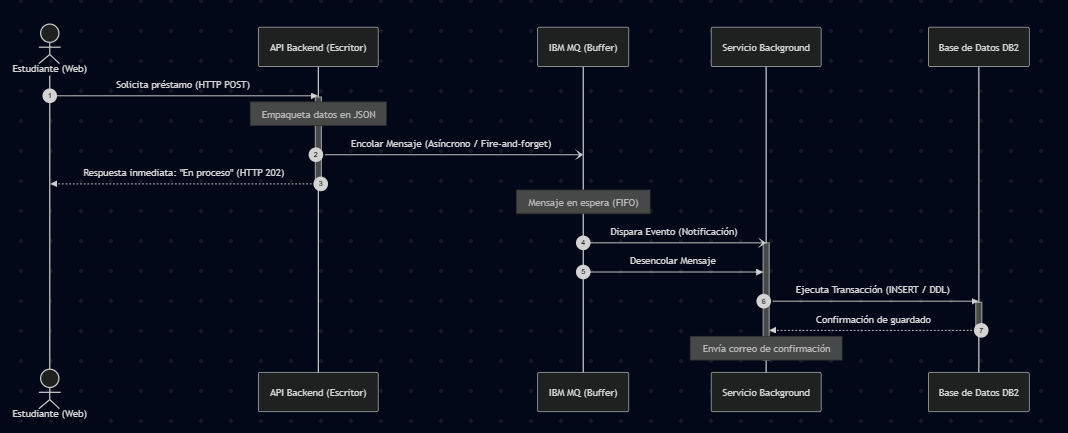 Estudiante (Web)
API Backend (Escritor)
IBM MQ (Buffer)
Servicio Background
Base de Datos DB2
Solicita préstamo (HTTP POST)
1
Empaqueta datos en JSON
Encolar Mensaje (Asíncrono / Fire-and-forget)
2
Respuesta inmediata: "En proceso" (HTTP 202)
3
Mensaje en espera (FIFO)
Dispara Evento (Notificación)
4
Desencolar Mensaje
5
Ejecuta Transacción (INSERT / DDL)
6
Confirmación de guardado
7
Envía correo de confirmación
Estudiante (Web)
API Backend (Escritor)
IBM MQ (Buffer)
Servicio Background
Base de Datos DB2